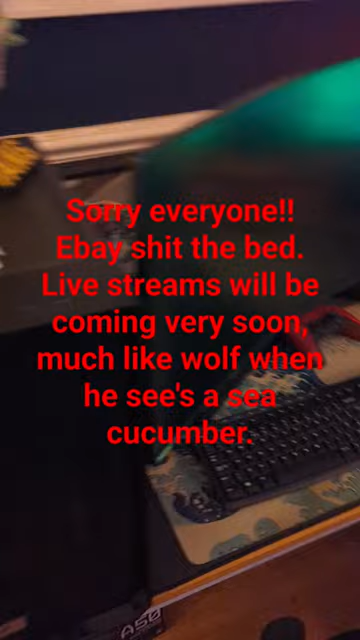 Sorry everyone!!
Ebay shit the bed.
Live streams will be
coming very soon,
much like wolf when
he see's a sea
cucumber.
A50